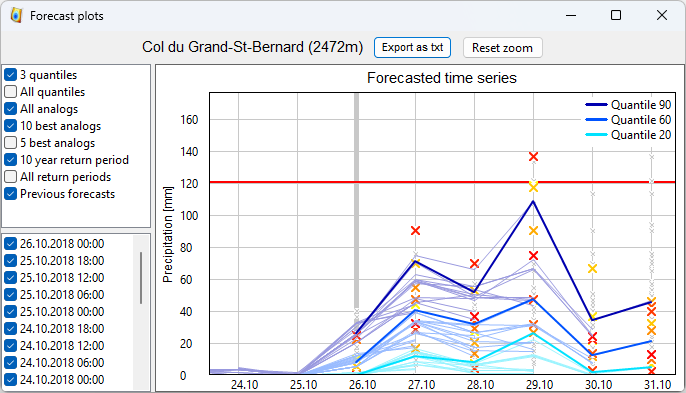 Forecast plots
Col du Grand-St-Bernard (2472m)
Export as txt
Reset zoom
3 quantiles
All quantiles
All analogs
10 best analogs
5 best analogs
10 year return period
All return periods
Previous forecasts
26.10.2018 00:00
25.10.2018 18:00
25.10.2018 12:00
25.10.2018 06:00
25.10.2018 00:00
24.10.2018 18:00
24.10.2018 12:00
24.10.2018 06:00
24.10.2018 00:00
Forecasted time series
Quantile 90
Quantile 60
Quantile 20
Precipitation [mm]
160
140
120
100
80
60
40
20
0
24.10
25.10
26.10
27.10
28.10
29.10
30.10
31.10